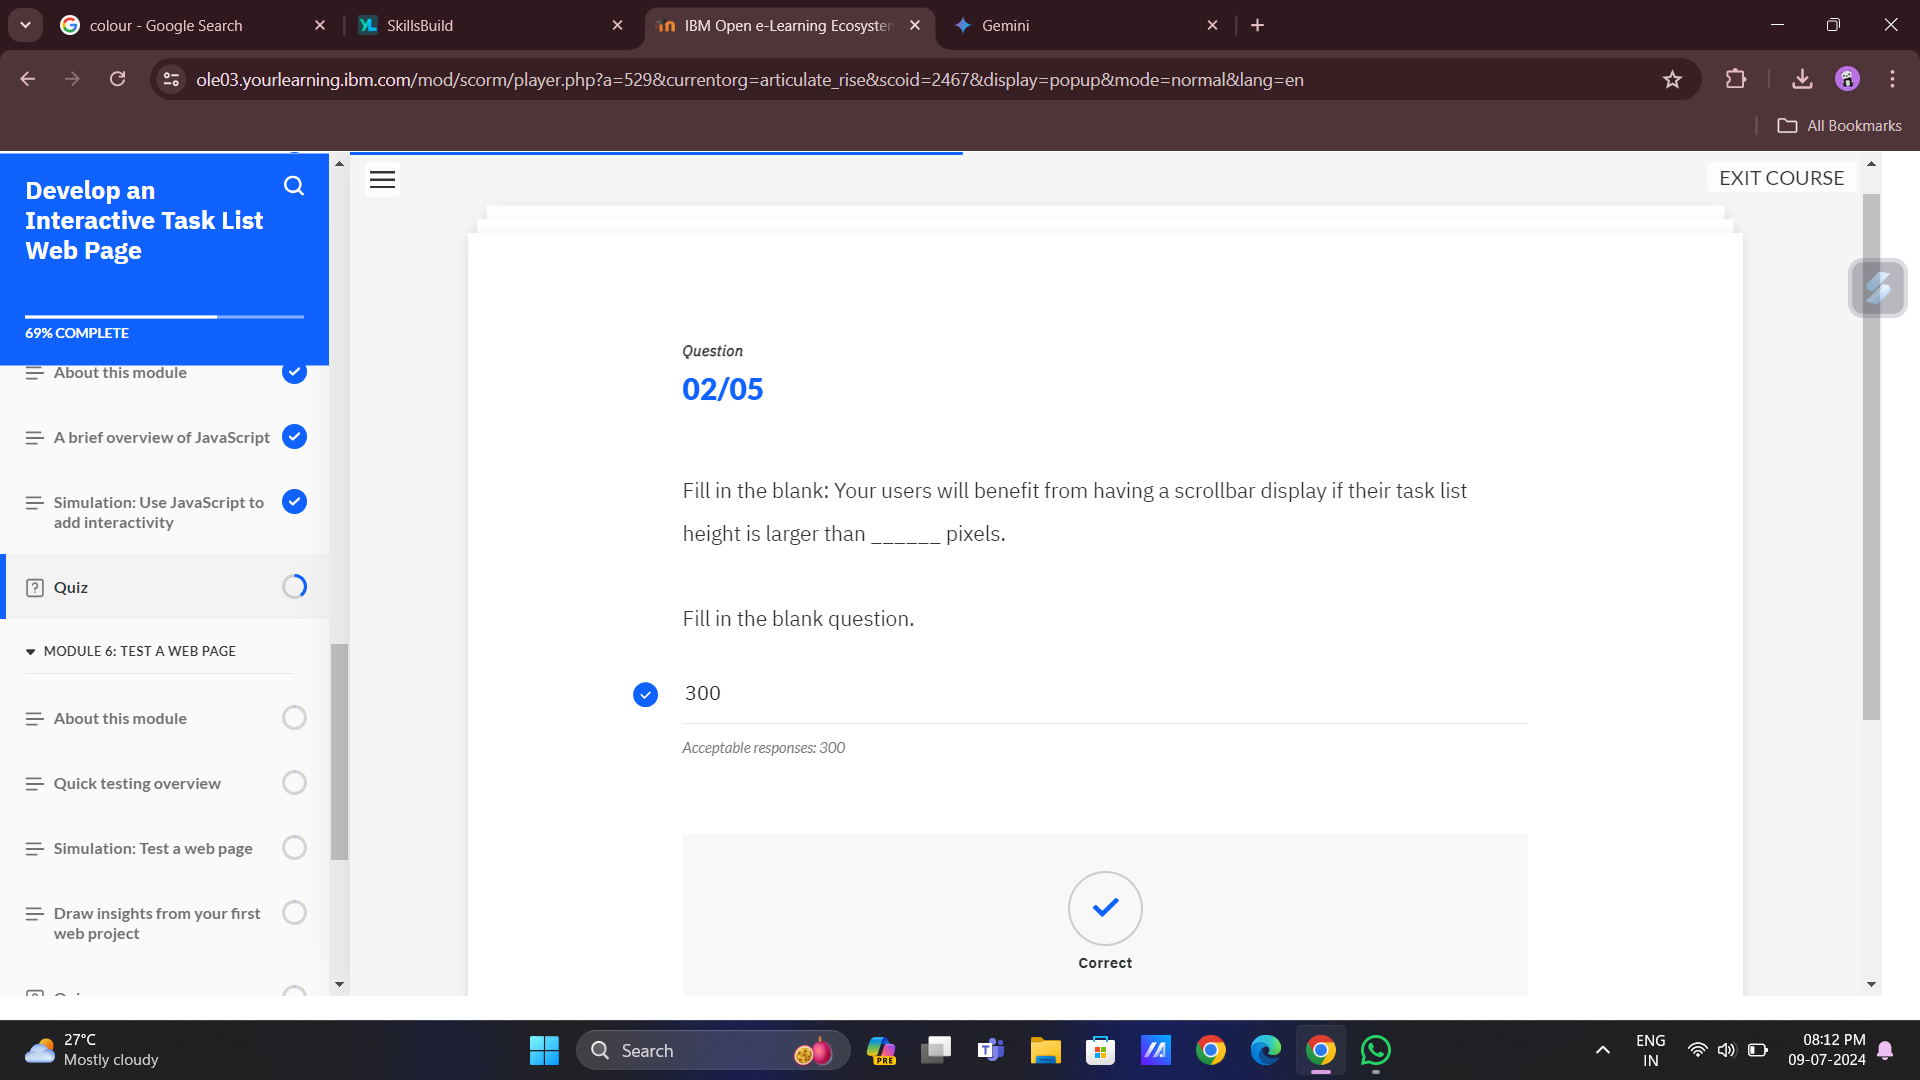 colour - Google Search
SkillsBuild
IBM Open e-Learning Ecosystem
Gemini
ole03.yourlearning.ibm.com/mod/scorm/player.php?a=529&currentorg=articulate_rise&scoid=2467&display=popup&mode=normal&lang=en
All Bookmarks
Develop an
Interactive Task List
Web Page
69% COMPLETE
About this module
A brief overview of JavaScript
Simulation: Use JavaScript to
add interactivity
Quiz
MODULE 6: TEST A WEB PAGE
About this module
Quick testing overview
Simulation: Test a web page
Draw insights from your first
web project
EXIT COURSE
Question
02/05
Fill in the blank: Your users will benefit from having a scrollbar display if their task list
height is larger than ______ pixels.
Fill in the blank question.
300
Acceptable responses: 300
Correct
27°C
Mostly cloudy
Search
PRE
ENG
IN
08:12 PM
09-07-2024